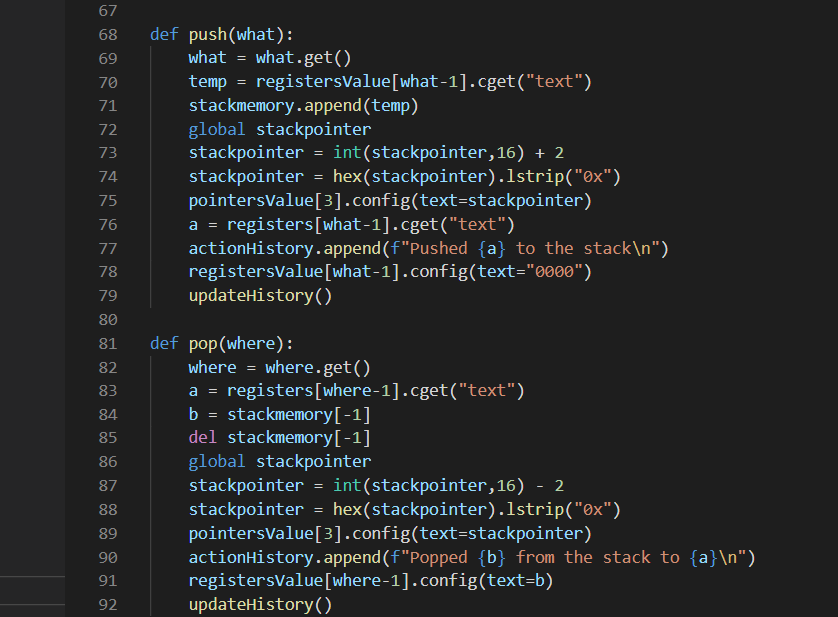 67
68 def push(what):
69     what = what.get()
70     temp = registersValue[what-1].cget("text")
71     stackmemory.append(temp)
72     global stackpointer
73     stackpointer = int(stackpointer,16) + 2
74     stackpointer = hex(stackpointer).lstrip("0x")
75     pointersValue[3].config(text=stackpointer)
76     a = registers[what-1].cget("text")
77     actionHistory.append(f"Pushed {a} to the stack\n")
78     registersValue[what-1].config(text="0000")
79     updateHistory()
80
81 def pop(where):
82     where = where.get()
83     a = registers[where-1].cget("text")
84     b = stackmemory[-1]
85     del stackmemory[-1]
86     global stackpointer
87     stackpointer = int(stackpointer,16) - 2
88     stackpointer = hex(stackpointer).lstrip("0x")
89     pointersValue[3].config(text=stackpointer)
90     actionHistory.append(f"Popped {b} from the stack to {a}\n")
91     registersValue[where-1].config(text=b)
92     updateHistory()